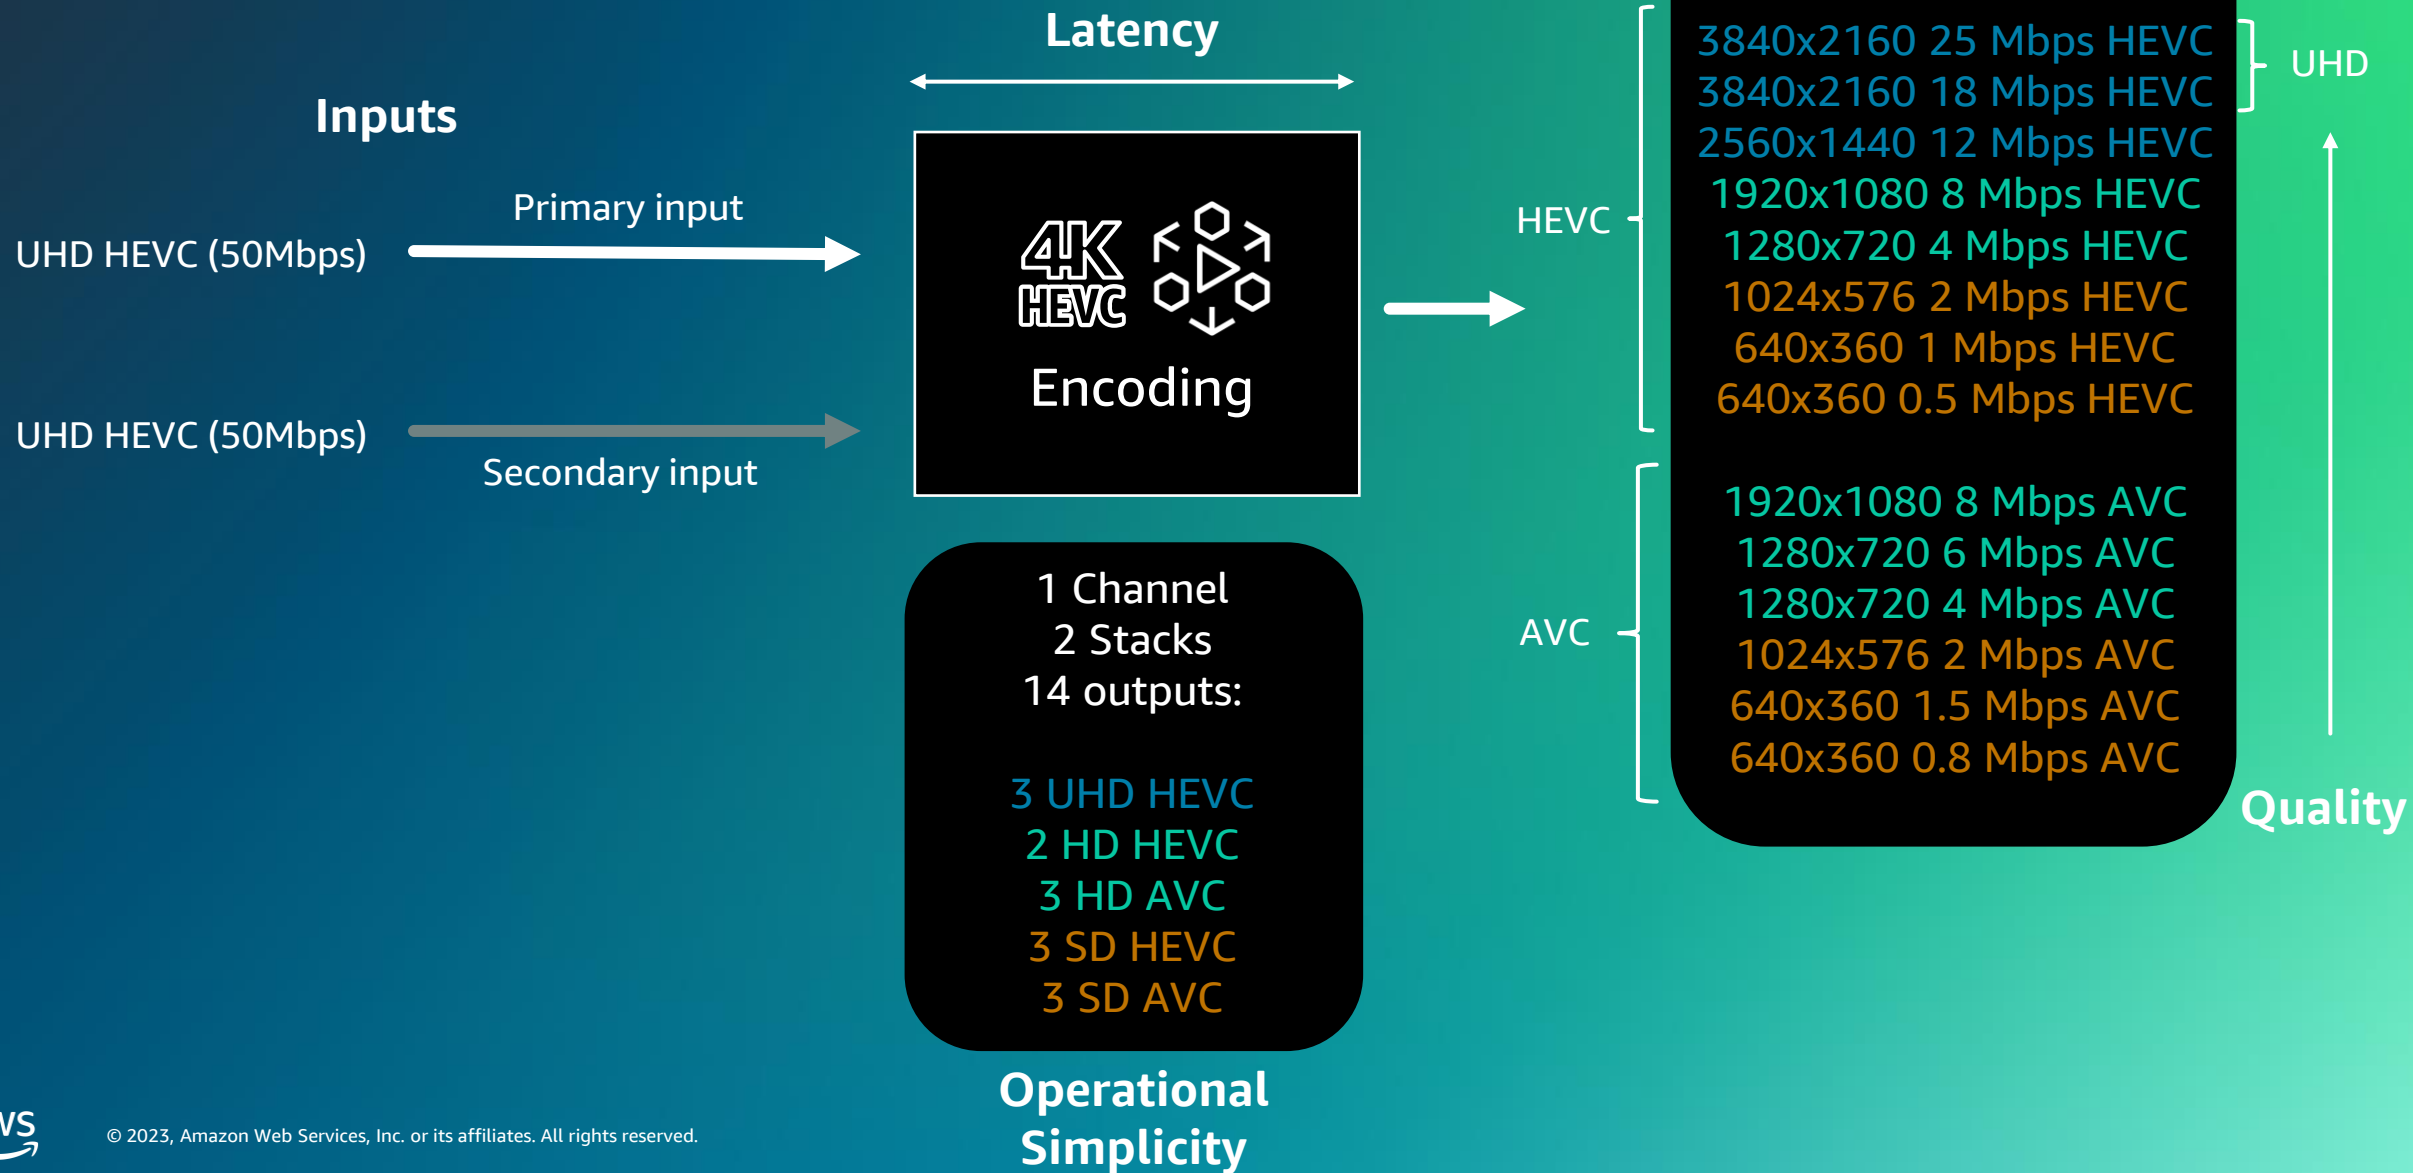 Inputs
UHD HEVC (50Mbps)
Primary input
UHD HEVC (50Mbps)
Secondary input
Latency
4K
HEVC
Encoding
1 Channel
2 Stacks
14 outputs:
3 UHD HEVC
2 HD HEVC
3 HD AVC
3 SD HEVC
3 SD AVC
Operational
Simplicity
HEVC
3840x2160 25 Mbps HEVC
3840x2160 18 Mbps HEVC
2560x1440 12 Mbps HEVC
1920x1080 8 Mbps HEVC
1280x720 4 Mbps HEVC
1024x576 2 Mbps HEVC
640x360 1 Mbps HEVC
640x360 0.5 Mbps HEVC
AVC
1920x1080 8 Mbps AVC
1280x720 6 Mbps AVC
1280x720 4 Mbps AVC
1024x576 2 Mbps AVC
640x360 1.5 Mbps AVC
640x360 0.8 Mbps AVC
UHD
Quality
© 2023, Amazon Web Services, Inc. or its affiliates. All rights reserved.